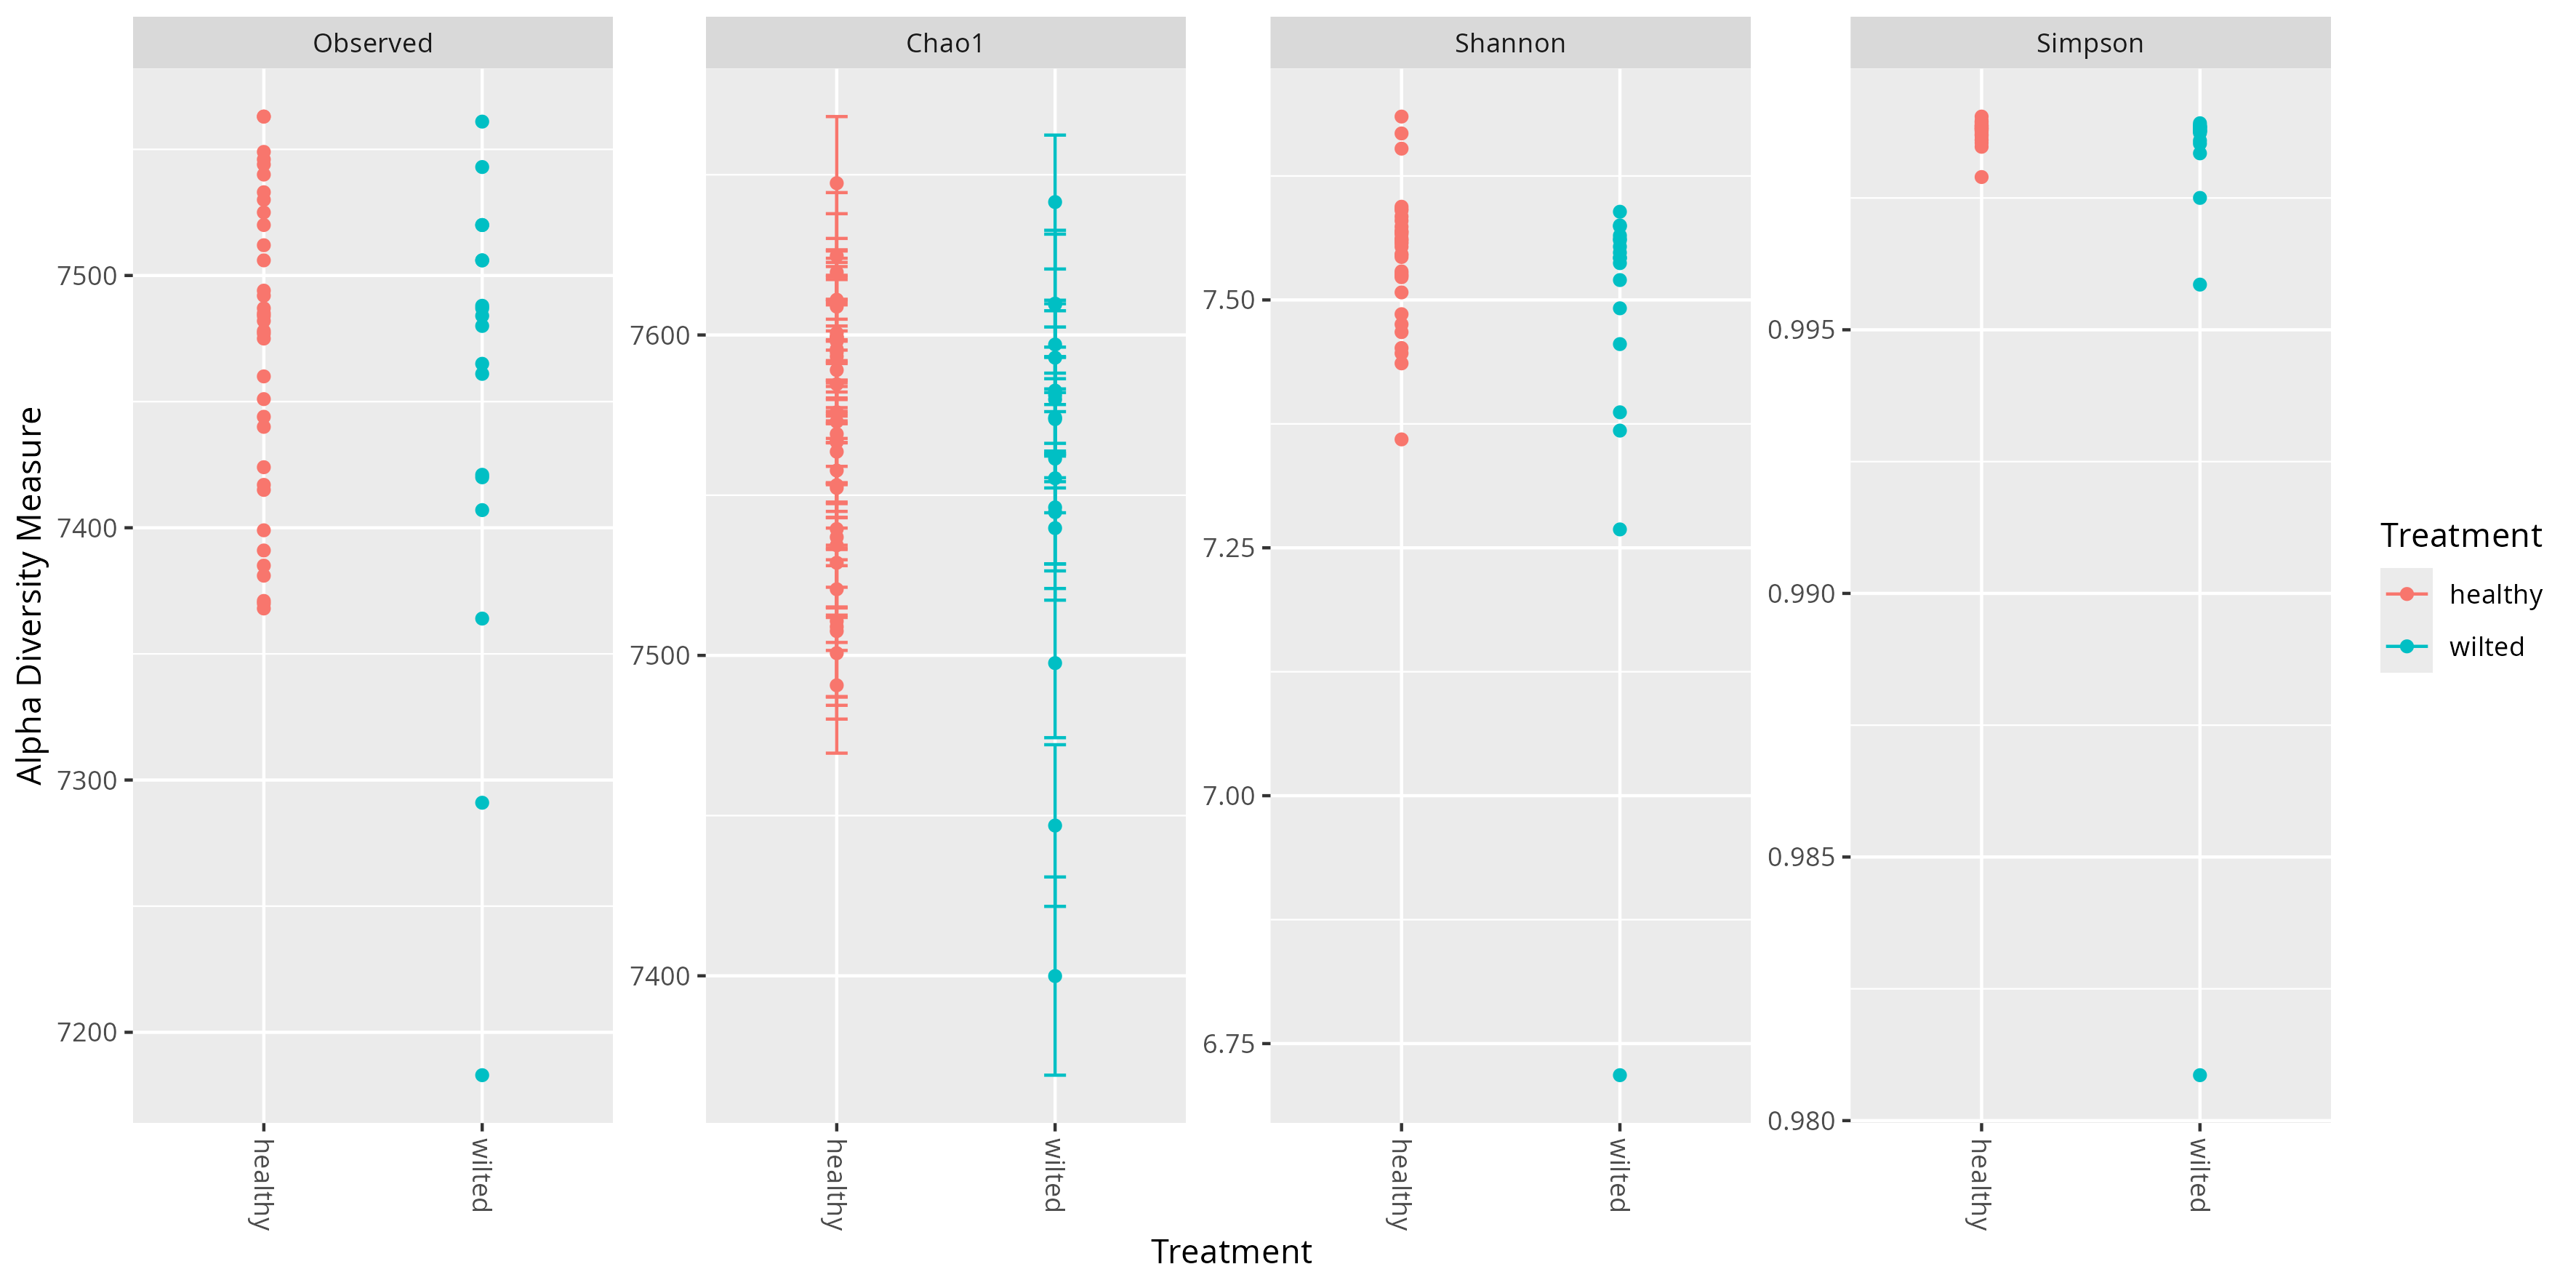 Observed
Chao1
Shannon
Simpson
Alpha Diversity Measure
7500
7400
7300
7200
7600
7500
7400
7.50
7.25
7.00
6.75
0.995
0.990
0.985
0.980
healthy
wilted
healthy
wilted
healthy
wilted
healthy
wilted
Treatment
Treatment
healthy
wilted